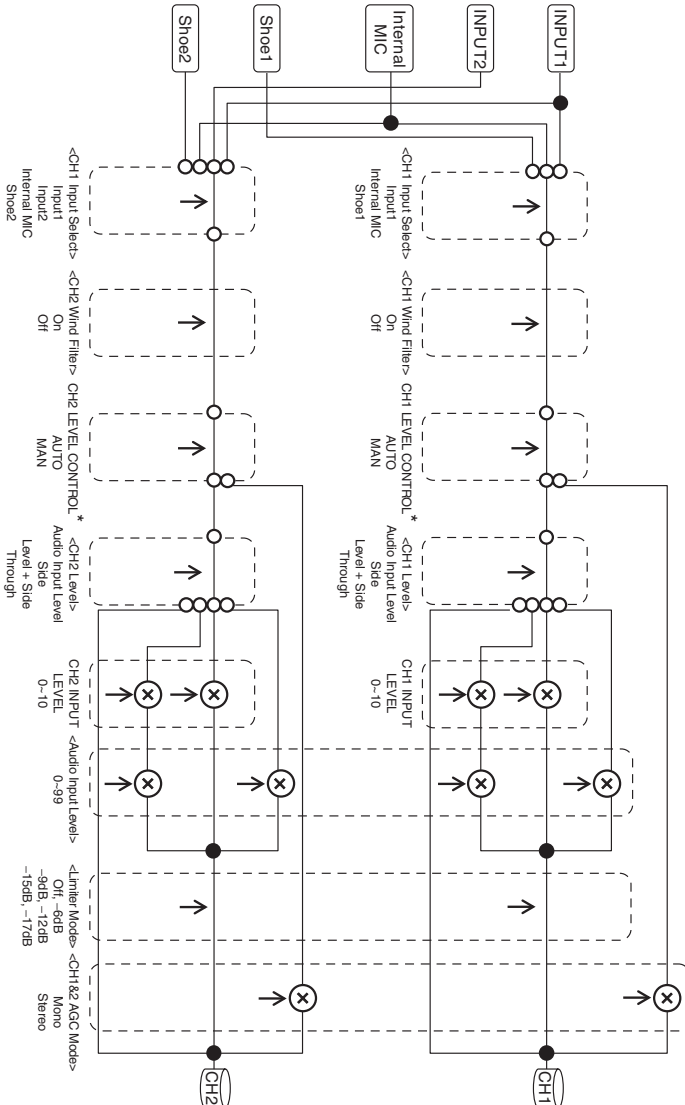 INPUT1
INPUT2
Internal
MIC
Shoe1
Shoe2
<CH1 Input Select>
Input1
Internal MIC
Shoe1
<CH1 Wind Filter>
On
Off
CH1 LEVEL CONTROL *
AUTO
MAN
<CH1 Level>
Audio Input Level
Side
Level + Side
Through
CH1 INPUT
LEVEL
0~10
CH1
<CH1 Input Select>
Input1
Input2
Internal MIC
Shoe2
<CH2 Wind Filter>
On
Off
CH2 LEVEL CONTROL *
AUTO
MAN
<CH2 Level>
Audio Input Level
Side
Level + Side
Through
CH2 INPUT
LEVEL
0~10
<Audio Input Level>
0~99
<Limiter Mode>
Off, –6dB
–9dB, –12dB
–15dB, –17dB
<CH1&2 AGC Mode>
Mono
Stereo
CH2